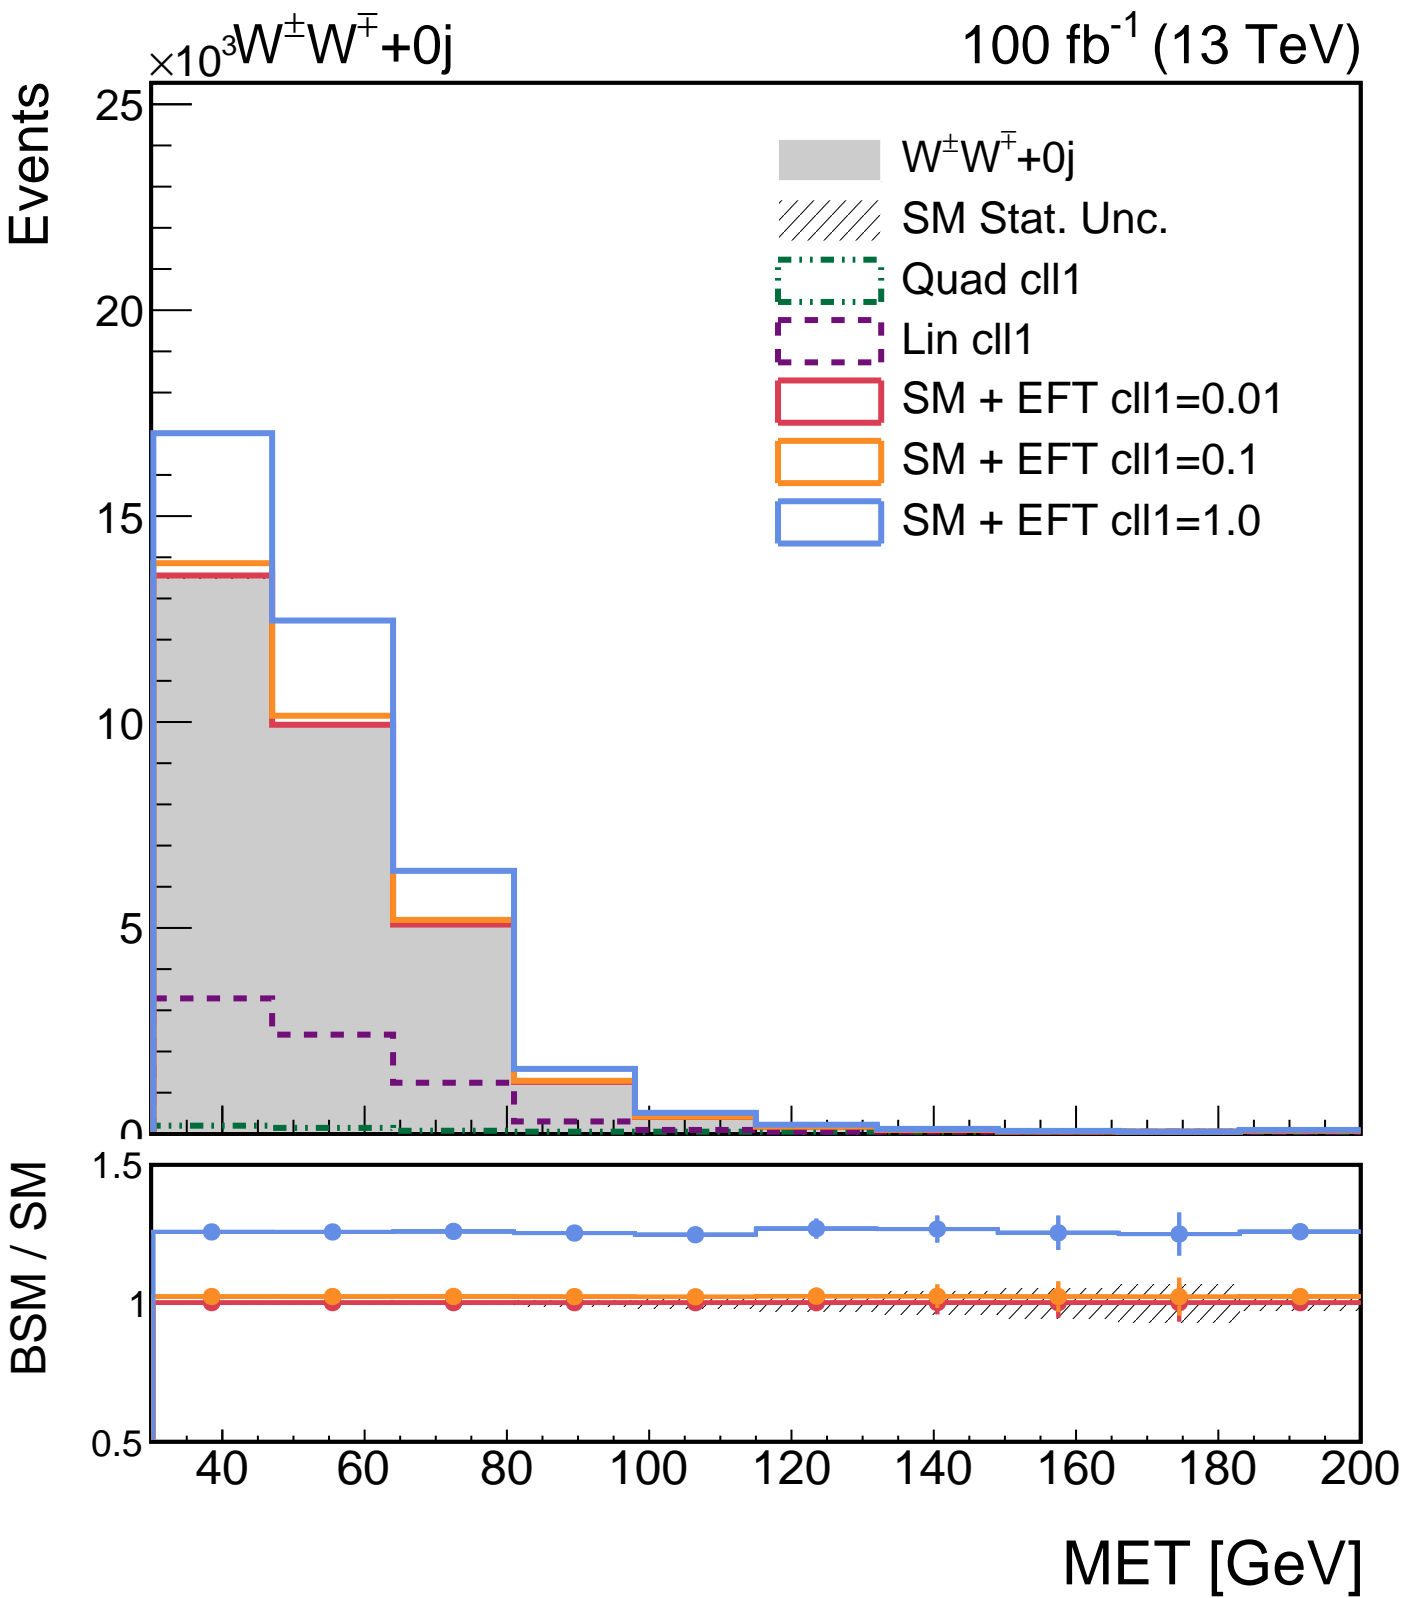 ×10³W±W∓+0j 100 fb⁻¹ (13 TeV)
Events
25
20
15
10
5
0
W±W∓+0j
SM Stat. Unc.
Quad cll1
Lin cll1
SM + EFT cll1=0.01
SM + EFT cll1=0.1
SM + EFT cll1=1.0
BSM / SM
1.5
1
0.5
40 60 80 100 120 140 160 180 200
MET [GeV]